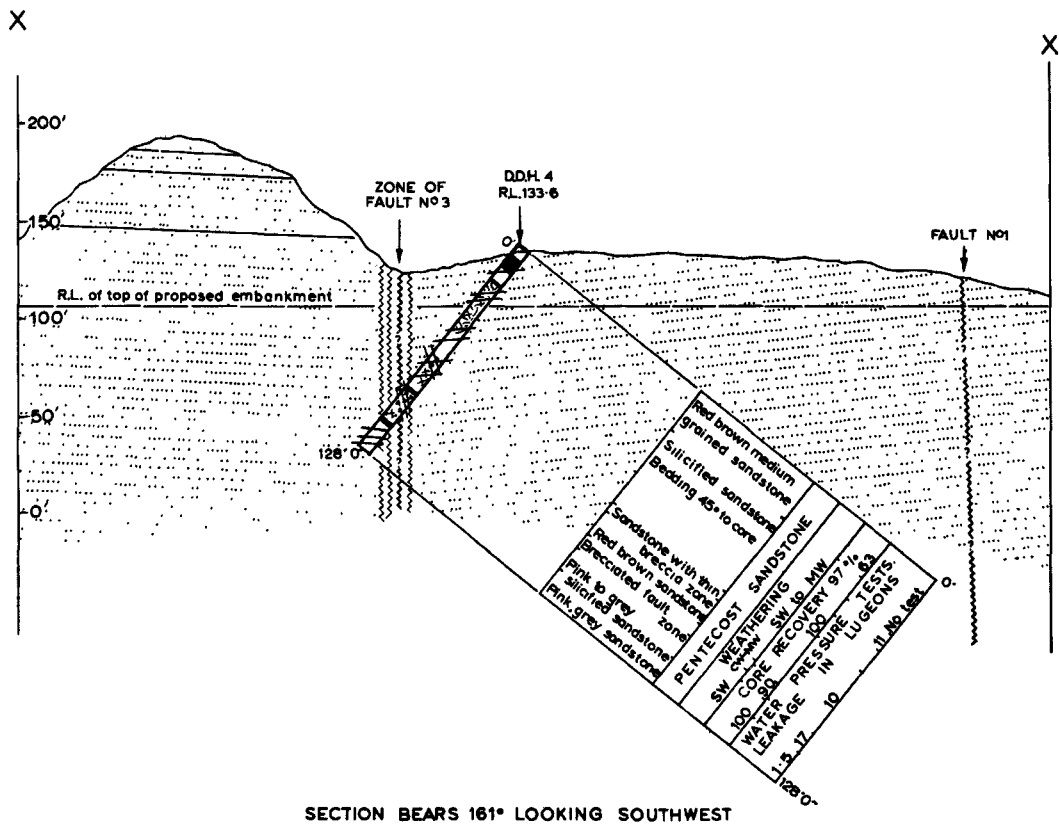 X
X
200'
150'
100'
50'
0'
ZONE OF
FAULT Nº3
D.D.H. 4
R.L.133·6
FAULT Nº1
R.L. of top of proposed embankment
0
128' 0"
Red brown medium
grained sandstone
Silicified sandstone
Bedding 45° to core
Sandstone with thin
breccia zone
Red brown sandstone
Brecciated fault
zone
Pink to grey
silicified sandstone
Pink, grey sandstone
PENTECOST SANDSTONE
WEATHERING
SW CW-MW SW to MW
CORE RECOVERY 97%
100 90 100 63
WATER PRESSURE TESTS.
LEAKAGE IN LUGEONS
1·5 17 10 11 No test
0
128'0"
SECTION BEARS 161° LOOKING SOUTHWEST